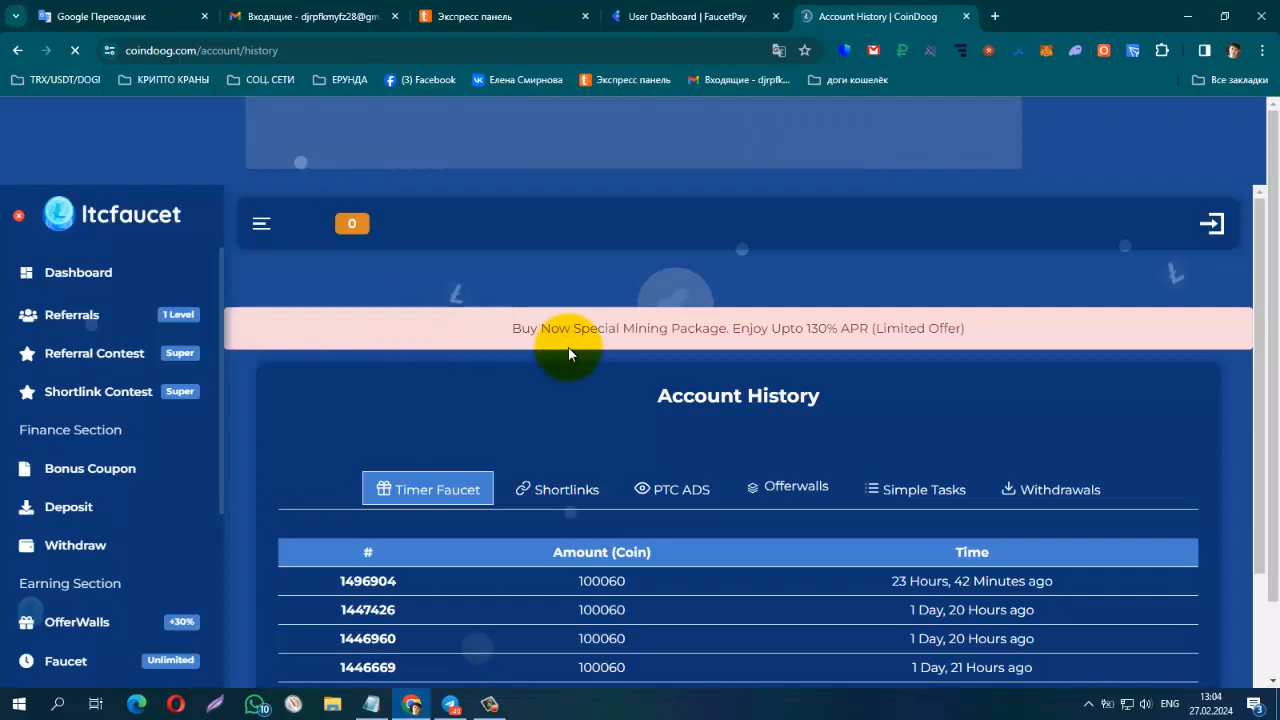 Google Переводчик
Входящие - djrpfkmyfz28@gm
Экспресс панель
User Dashboard | FaucetPay
Account History | CoinDoog
coindoog.com/account/history
TRX/USDT/DOGI
КРИПТО КРАНЫ
СОЦ. СЕТИ
ЕРУНДА
(3) Facebook
Елена Смирнова
Экспресс панель
Входящие - djrpfk...
доги кошелёк
Все закладки
ltcfaucet
0
Dashboard
Referrals 1 Level
Referral Contest Super
Shortlink Contest Super
Finance Section
Bonus Coupon
Deposit
Withdraw
Earning Section
OfferWalls +30%
Faucet Unlimited
Buy Now Special Mining Package. Enjoy Upto 130% APR (Limited Offer)
Account History
Timer Faucet Shortlinks PTC ADS Offerwalls Simple Tasks Withdrawals
# Amount (Coin) Time
1496904 100060 23 Hours, 42 Minutes ago
1447426 100060 1 Day, 20 Hours ago
1446960 100060 1 Day, 20 Hours ago
1446669 100060 1 Day, 21 Hours ago
10
ENG
13:04
27.02.2024
3